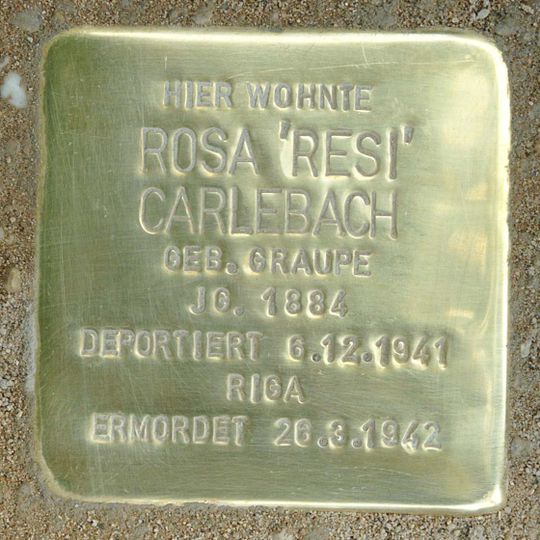 HIER WOHNTE
ROSA 'RESI'
CARLEBACH
GEB. GRAUPE
JG. 1884
DEPORTIERT 6.12.1941
RIGA
ERMORDET 26.3.1942